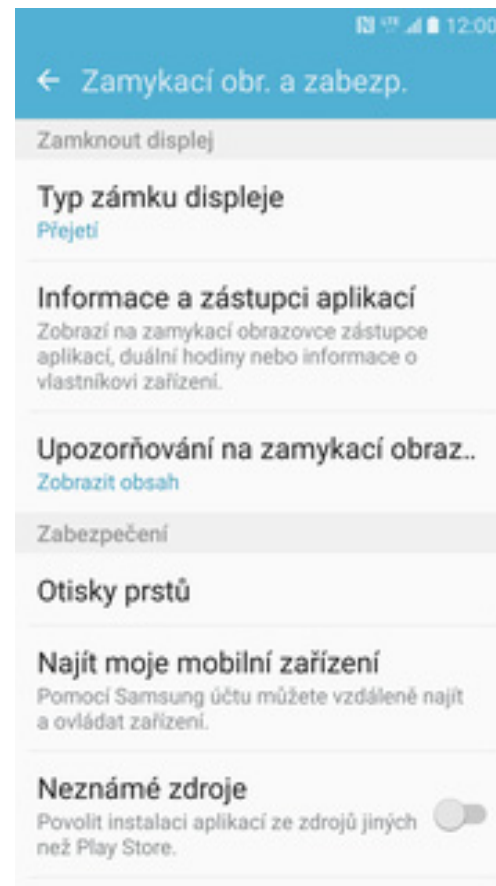 12:00
Zamykací obr. a zabezp.
Zamknout displej
Typ zámku displeje
Přejetí
Informace a zástupci aplikací
Zobrazí na zamykací obrazovce zástupce
aplikací, duální hodiny nebo informace o
vlastníkovi zařízení.
Upozorňování na zamykací obraz..
Zobrazit obsah
Zabezpečení
Otisky prstů
Najít moje mobilní zařízení
Pomocí Samsung účtu můžete vzdáleně najít
a ovládat zařízení.
Neznámé zdroje
Povolit instalaci aplikací ze zdrojů jiných
než Play Store.